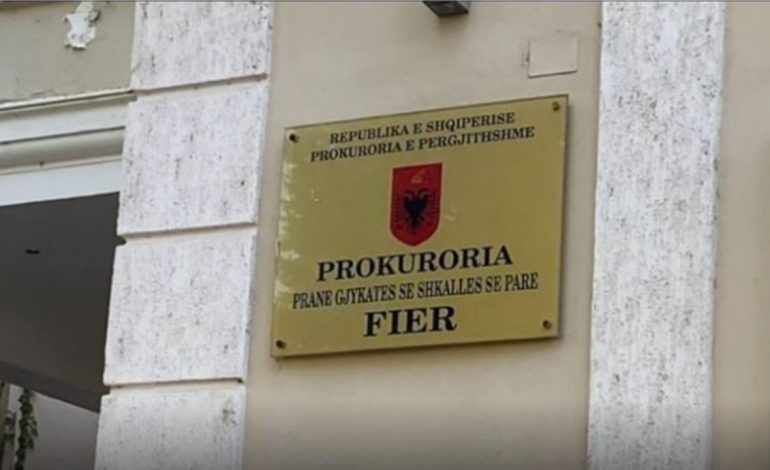 REPUBLIKA E SHQIPERISE
PROKURORIA E PERGJITHSHME
PROKURORIA
PRANE GJYKATES SE SHKALLES SE PARE
FIER